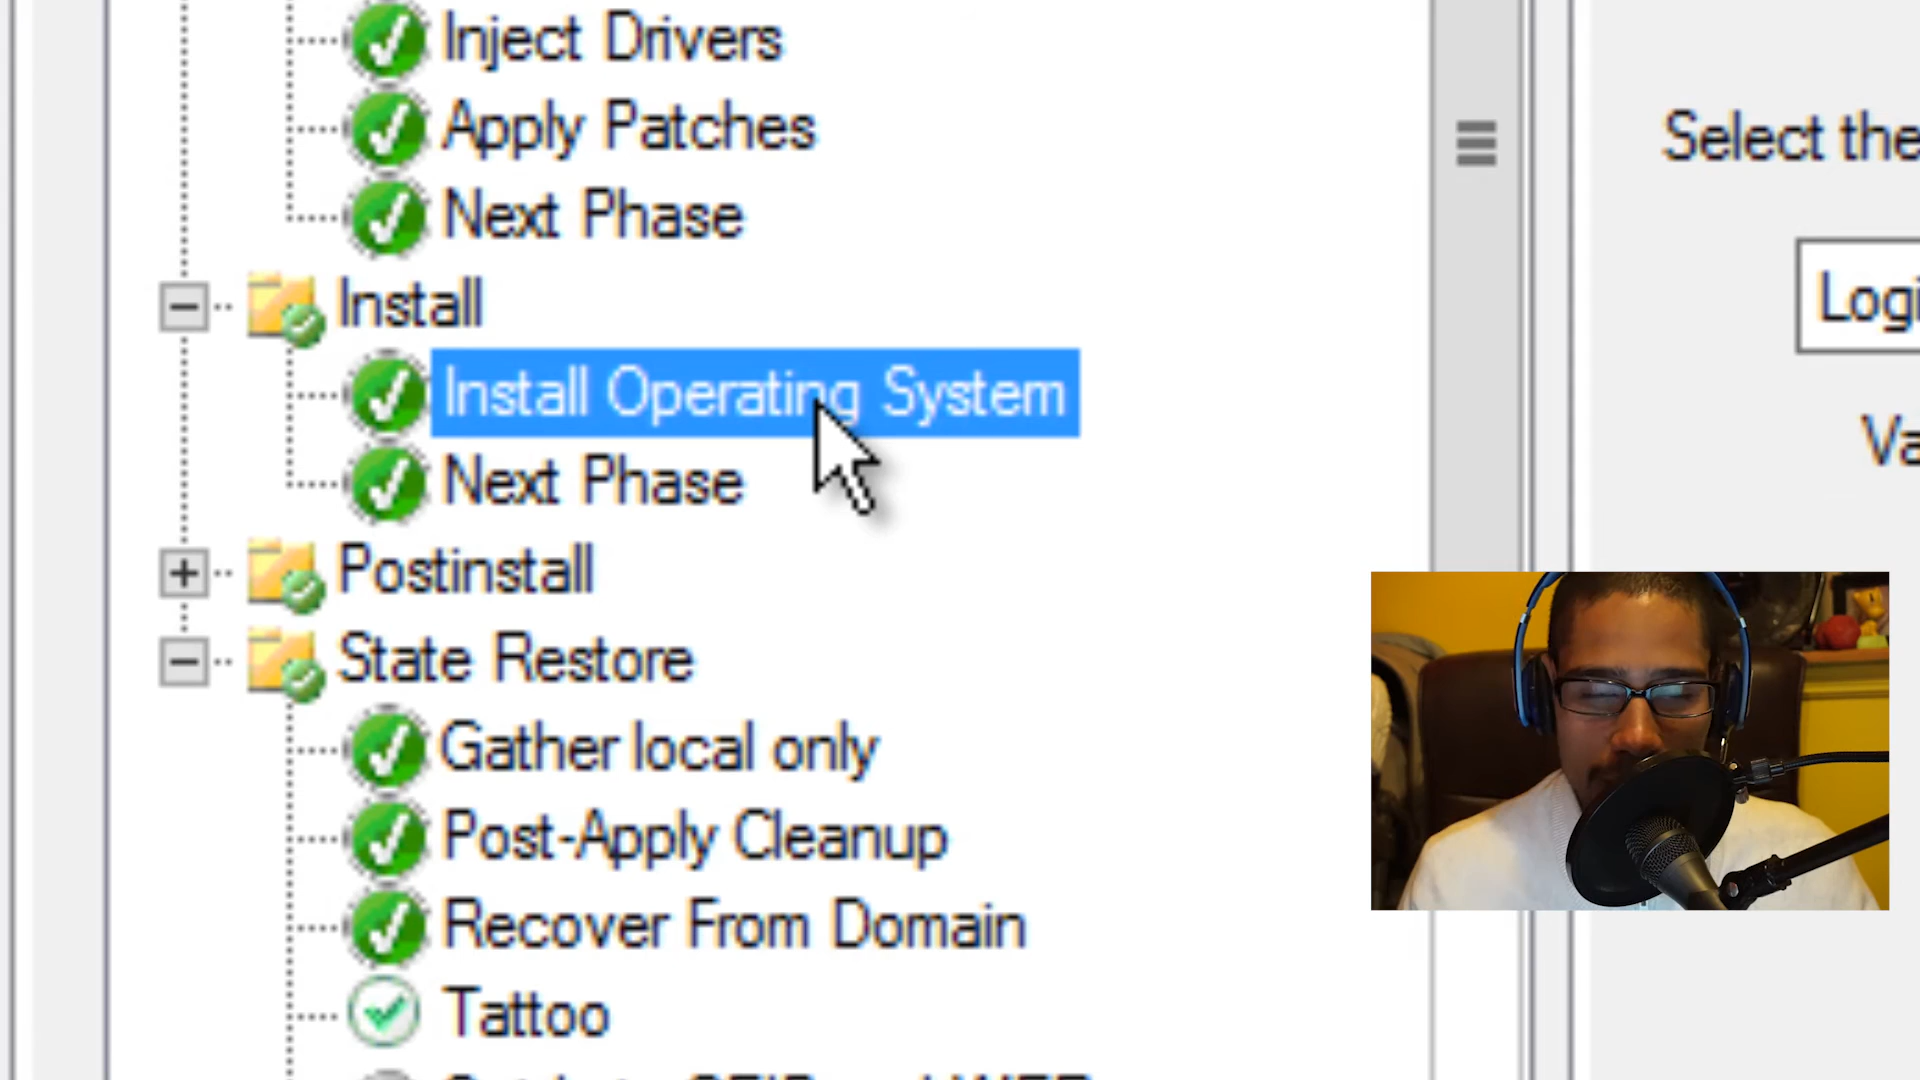 Inject Drivers
Apply Patches
Next Phase
Install
Install Operating System
Next Phase
Postinstall
State Restore
Gather local only
Post-Apply Cleanup
Recover From Domain
Tattoo
Select the
Logi
Va